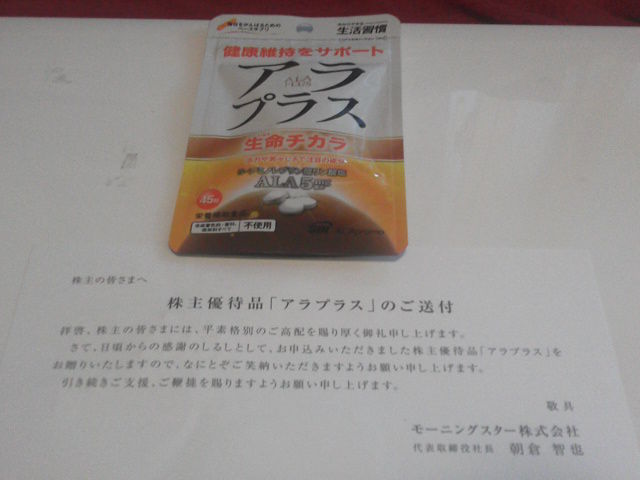 生活習慣
健康維持をサポート
アラ
ALA
プラス
生命チカラ
ALA 5
45
不使用
SBI
株主の皆さまへ
株主優待品「アラプラス」のご送付
拝啓、株主の皆さまには、平素格別のご高配を賜り厚く御礼申し上げます。
さて、日頃からの感謝のしるしとして、お申込みいただきました株主優待品「アラプラス」を
お贈りいたしますので、なにとぞご笑納いただきますようお願い申し上げます。
引き続きご支援、ご鞭撻を賜りますようお願い申し上げます。
敬具
モーニングスター株式会社
代表取締役社長 朝倉 智也